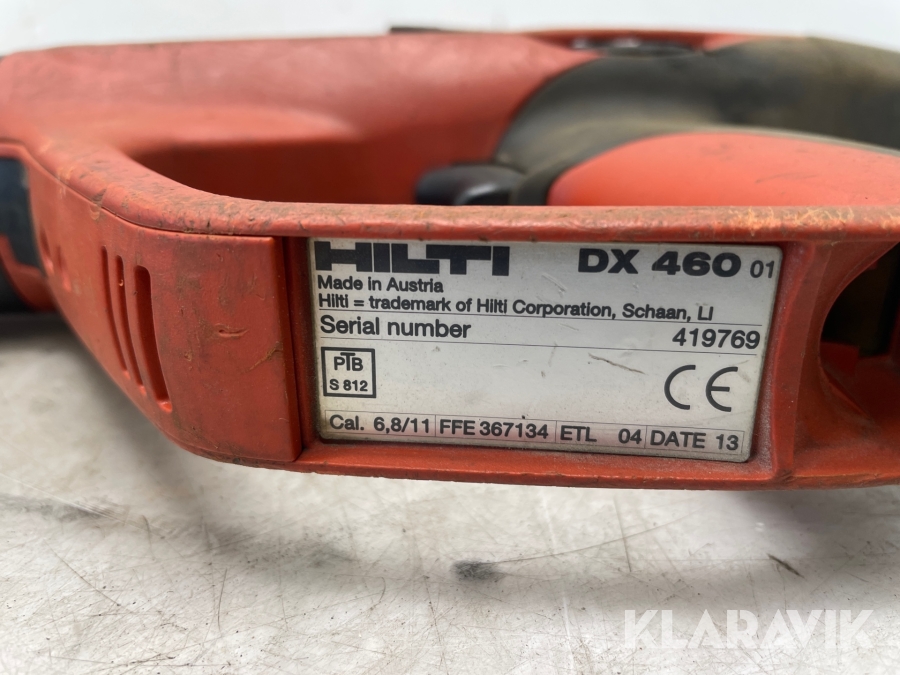 HILTI DX 460 01
Made in Austria
Hilti = trademark of Hilti Corporation, Schaan, LI
Serial number 419769
PTB
S 812
CE
Cal. 6,8/11 FFE 367134 ETL 04 DATE 13
KLARAVIK